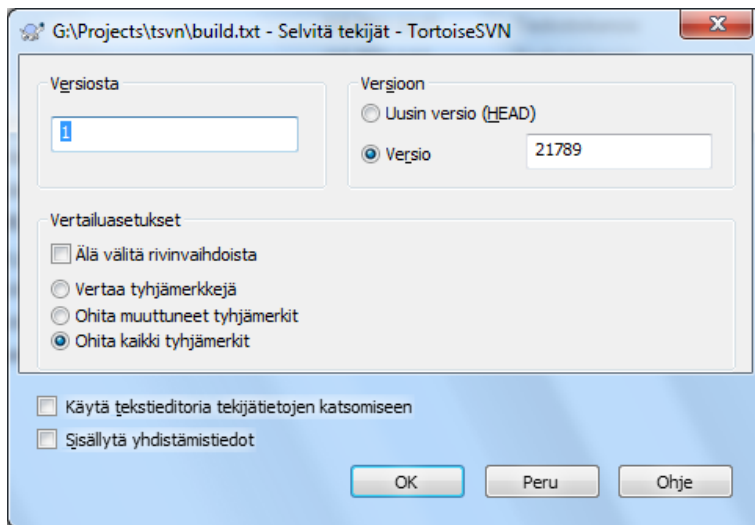 G:\Projects\tsvn\build.txt - Selvitä tekijät - TortoiseSVN
Versiosta
1
Versioon
Uusin versio (HEAD)
Versio
21789
Vertailuasetukset
Älä välitä rivinvaihdoista
Vertaa tyhjämerkkejä
Ohita muuttuneet tyhjämerkit
Ohita kaikki tyhjämerkit
Käytä tekstieditoria tekijätietojen katsomiseen
Sisällytä yhdistämistiedot
OK
Peru
Ohje